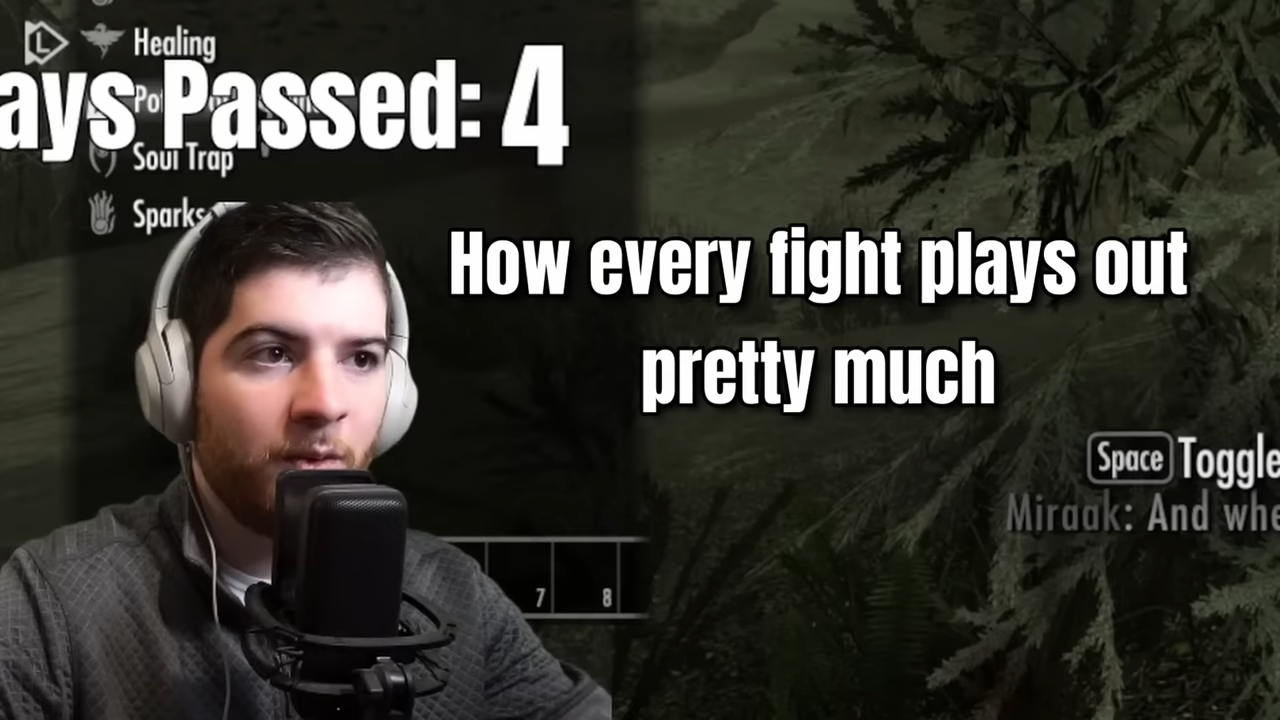 Healing
ays Passed: 4
Soul Trap
Sparks
How every fight plays out
pretty much
Space Toggle
Miraak: And whe
7 8